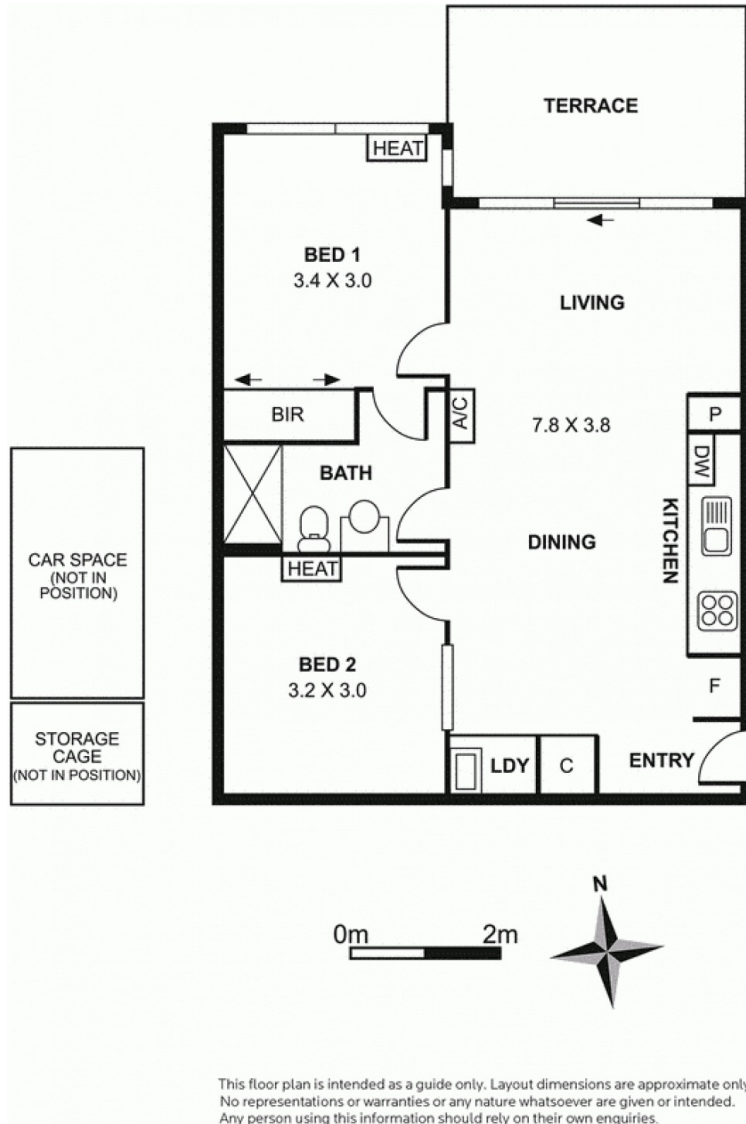 TERRACE
HEAT
BED 1
3.4 X 3.0
LIVING
BIR
A/C
7.8 X 3.8
P
DW
BATH
KITCHEN
DINING
CAR SPACE
(NOT IN
POSITION)
HEAT
BED 2
3.2 X 3.0
F
STORAGE
CAGE
(NOT IN POSITION)
LDY
C
ENTRY
N
0m
2m
This floor plan is intended as a guide only. Layout dimensions are approximate only
No representations or warranties or any nature whatsoever are given or intended.
Any person using this information should rely on their own enquiries.